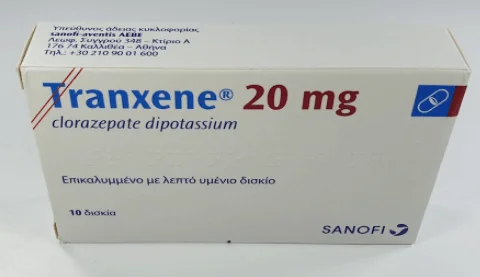 Υπεύθυνος άδειας κυκλοφορίας
sanofi-aventis AEBE
Λεωφ. Συγγρού 348 – Κτίριο Α
176 74 Καλλιθέα – Αθήνα
Τηλ.: +30 210 90 01 600
Tranxene® 20 mg
clorazepate dipotassium
Επικαλυμμένο με λεπτό υμένιο δισκίο
10 δισκία
SANOFI